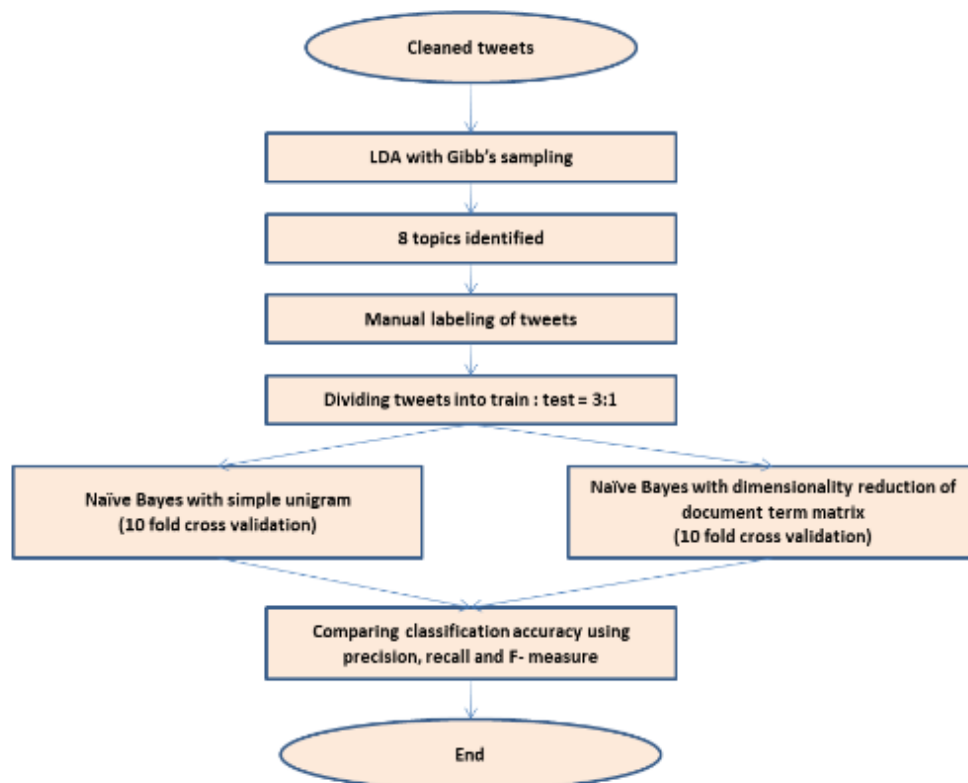 Cleaned tweets
LDA with Gibb's sampling
8 topics identified
Manual labeling of tweets
Dividing tweets into train : test = 3:1
Naïve Bayes with simple unigram
(10 fold cross validation)
Naïve Bayes with dimensionality reduction of
document term matrix
(10 fold cross validation)
Comparing classification accuracy using
precision, recall and F- measure
End